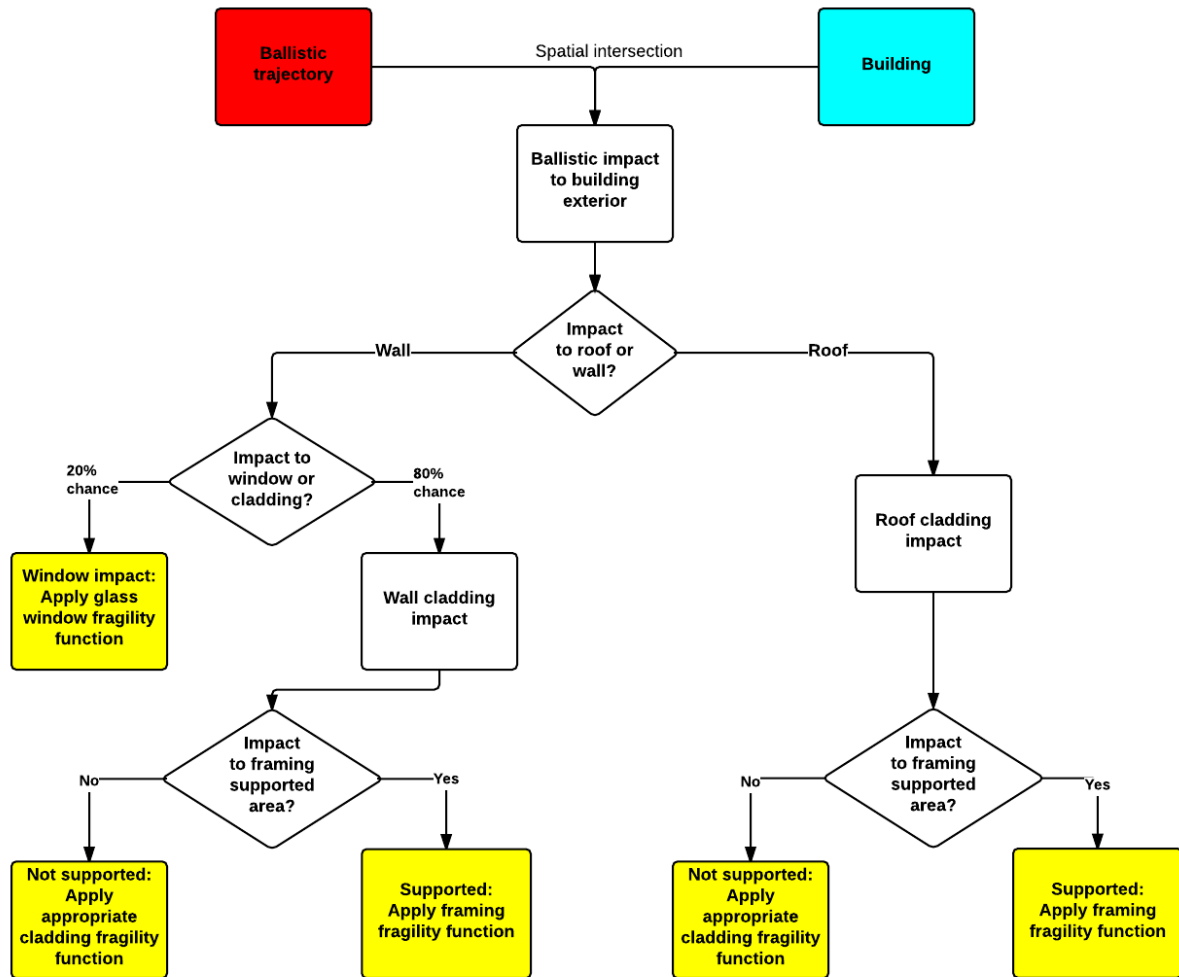 Ballistic
trajectory
Spatial intersection
Building
Ballistic impact
to building
exterior
Impact
to roof or
wall?
Wall
Roof
Impact to
window or
cladding?
20%
chance
80%
chance
Window impact:
Apply glass
window fragility
function
Wall cladding
impact
Roof cladding
impact
Impact
to framing
supported
area?
No
Yes
Not supported:
Apply
appropriate
cladding fragility
function
Supported:
Apply framing
fragility function
Impact
to framing
supported
area?
No
Yes
Not supported:
Apply
appropriate
cladding fragility
function
Supported:
Apply framing
fragility function